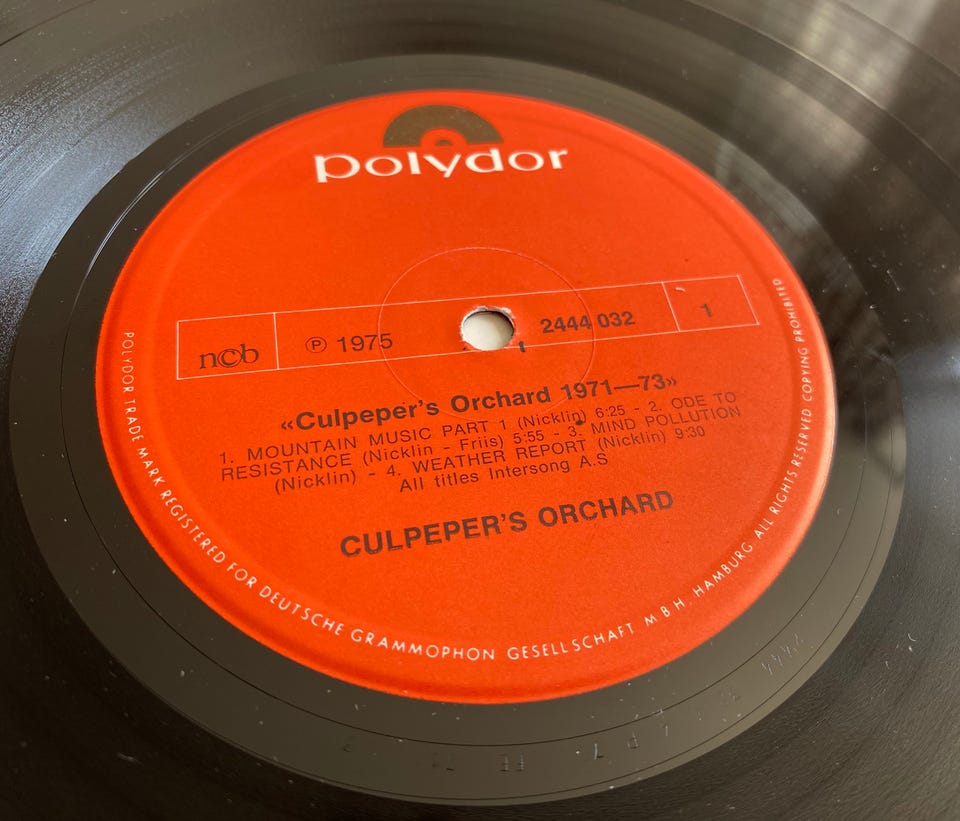 polydor
ncb ℗ 1975 2444 032 1
«Culpeper's Orchard 1971—73»
1. MOUNTAIN MUSIC PART 1 (Nicklin) 6:25 - 2. ODE TO
RESISTANCE (Nicklin - Friis) 5:55 - 3. MIND POLLUTION
(Nicklin) - 4. WEATHER REPORT (Nicklin) 9:30
All titles Intersong A.S
CULPEPER'S ORCHARD
POLYDOR TRADE MARK REGISTERED FOR DEUTSCHE GRAMMOPHON GESELLSCHAFT M B H. HAMBURG ALL RIGHTS RESERVED COPYING PROHIBITED